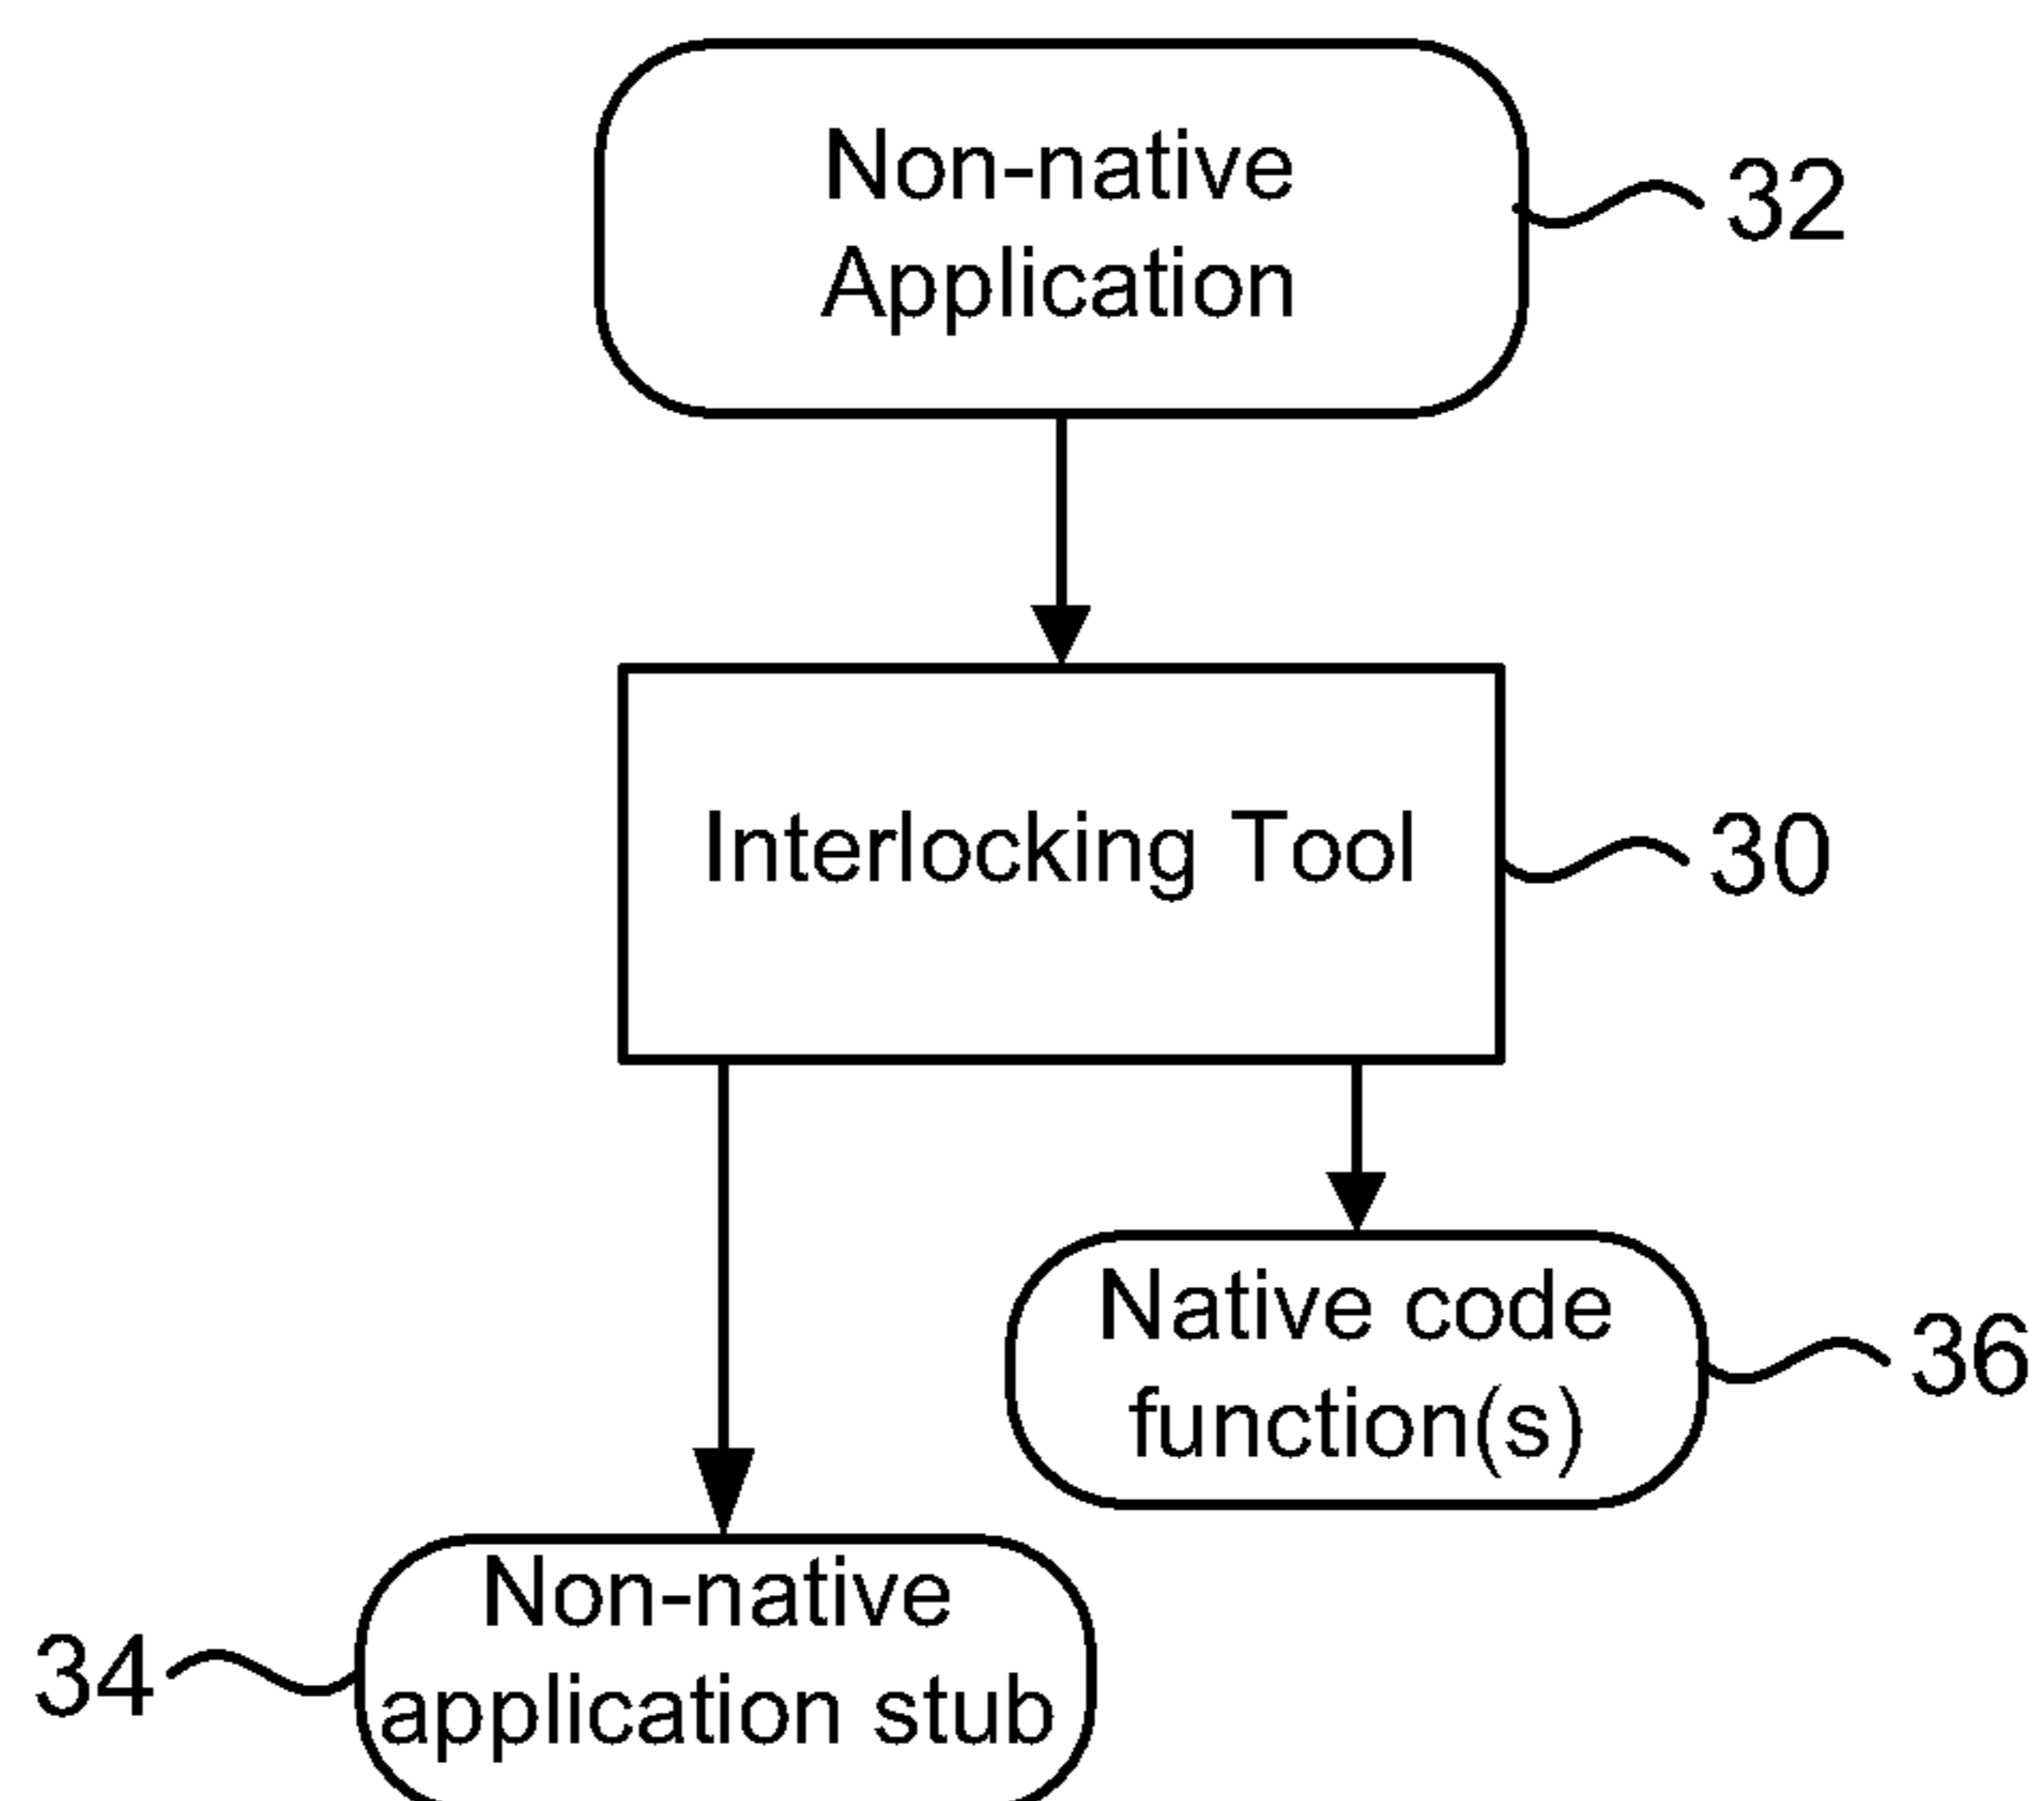 Non-native
Application
32
Interlocking Tool
30
Native code
function(s)
36
Non-native
application stub
34